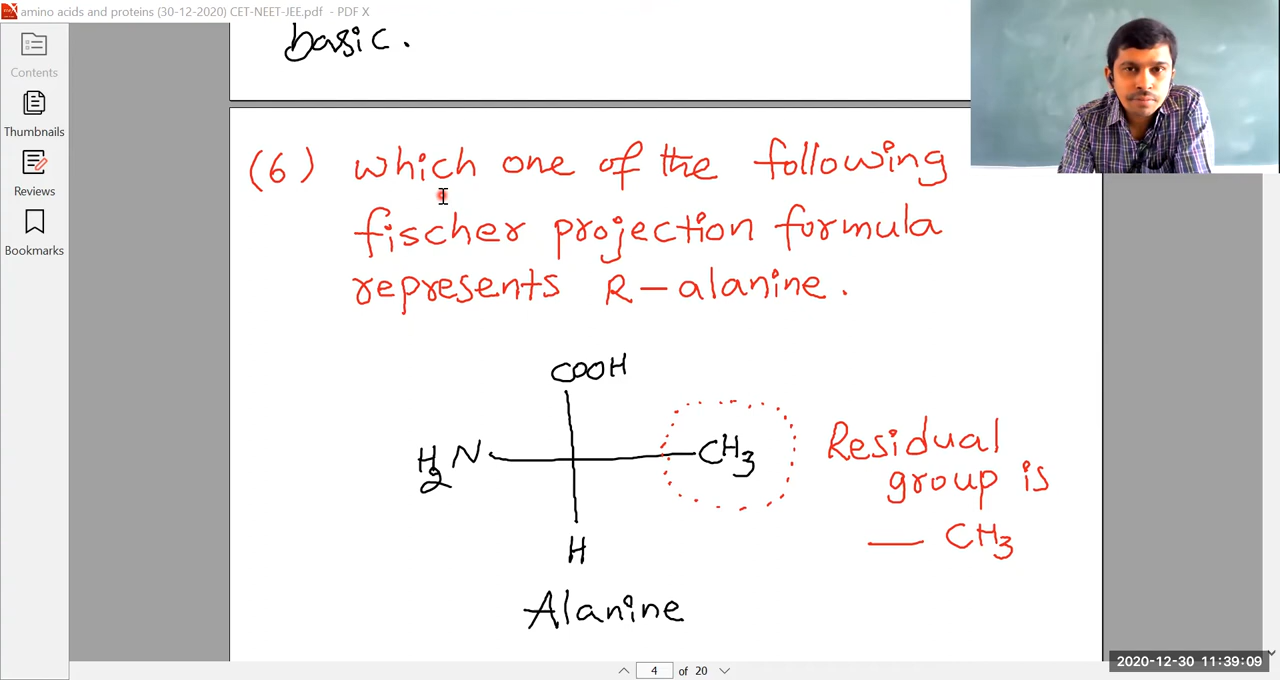 amino acids and proteins (30-12-2020) CET-NEET-JEE.pdf - PDF X
Contents
Thumbnails
Reviews
Bookmarks
basic.
(6) which one of the following
fischer projection formula
represents R-alanine.
COOH
H2N
CH3
H
Alanine
Residual
group is
— CH3
4 of 20
2020-12-30 11:39:09